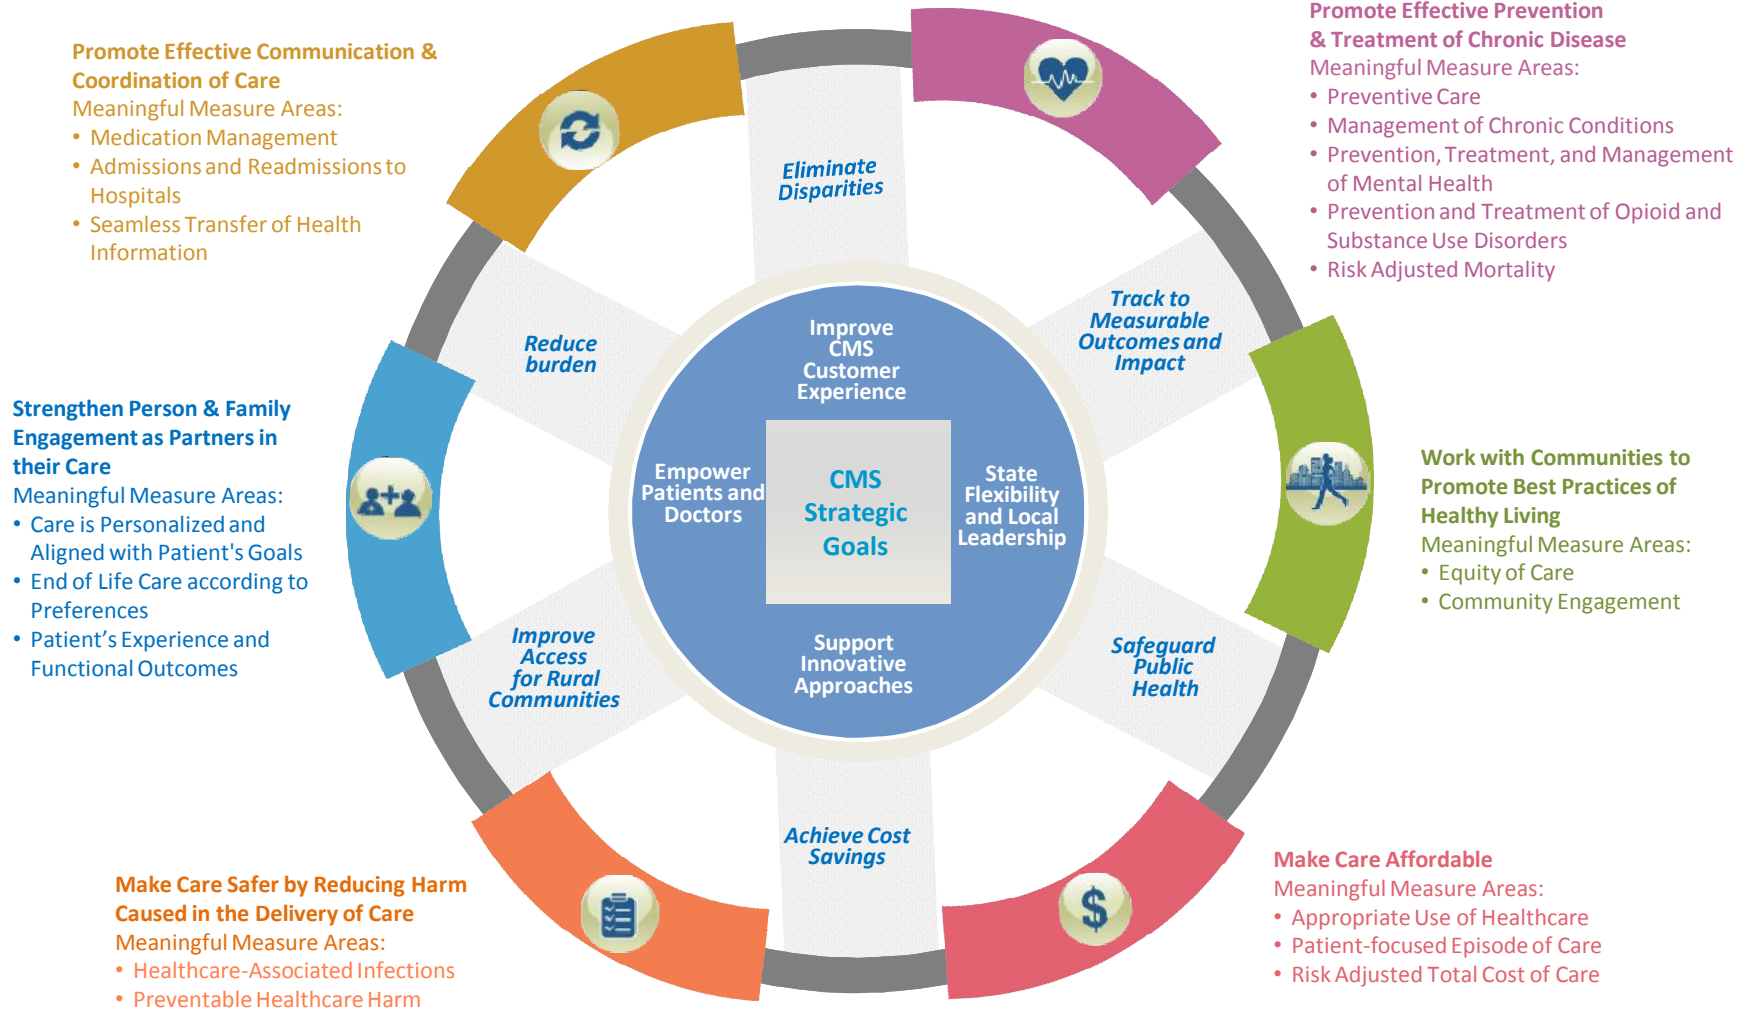 Promote Effective Communication &
Coordination of Care
Meaningful Measure Areas:
• Medication Management
• Admissions and Readmissions to
Hospitals
• Seamless Transfer of Health
Information
Promote Effective Prevention
& Treatment of Chronic Disease
Meaningful Measure Areas:
• Preventive Care
• Management of Chronic Conditions
• Prevention, Treatment, and Management
of Mental Health
• Prevention and Treatment of Opioid and
Substance Use Disorders
• Risk Adjusted Mortality
Eliminate
Disparities
Reduce
burden
Track to
Measurable
Outcomes and
Impact
Improve
CMS
Customer
Experience
Strengthen Person & Family
Engagement as Partners in
their Care
Meaningful Measure Areas:
• Care is Personalized and
Aligned with Patient's Goals
• End of Life Care according to
Preferences
• Patient’s Experience and
Functional Outcomes
Empower
Patients and
Doctors
CMS
Strategic
Goals
State
Flexibility
and Local
Leadership
Work with Communities to
Promote Best Practices of
Healthy Living
Meaningful Measure Areas:
• Equity of Care
• Community Engagement
Improve
Access
for Rural
Communities
Support
Innovative
Approaches
Safeguard
Public
Health
Achieve Cost
Savings
Make Care Safer by Reducing Harm
Caused in the Delivery of Care
Meaningful Measure Areas:
• Healthcare-Associated Infections
• Preventable Healthcare Harm
$
Make Care Affordable
Meaningful Measure Areas:
• Appropriate Use of Healthcare
• Patient-focused Episode of Care
• Risk Adjusted Total Cost of Care